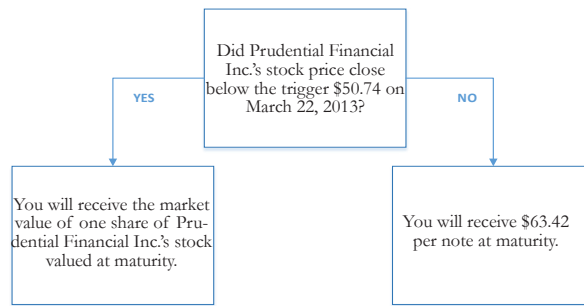 Did Prudential Financial
Inc.'s stock price close
below the trigger $50.74 on
March 22, 2013?
YES
NO
You will receive the market
value of one share of Pru-
dential Financial Inc.'s stock
valued at maturity.
You will receive $63.42
per note at maturity.